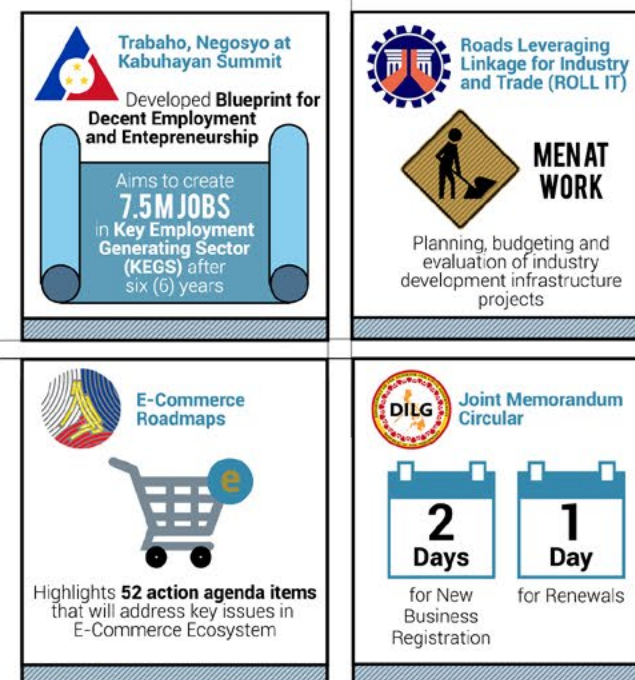 Trabaho, Negosyo at
Kabuhayan Summit
Developed Blueprint for
Decent Employment
and Entepreneurship
Aims to create
7.5M JOBS
in Key Employment
Generating Sector
(KEGS) after
six (6) years
Roads Leveraging
Linkage for Industry
and Trade (ROLL IT)
MEN AT
WORK
Planning, budgeting and
evaluation of industry
development infrastructure
projects
E-Commerce
Roadmaps
e
Highlights 52 action agenda items
that will address key issues in
E-Commerce Ecosystem
DILG
Joint Memorandum
Circular
2
Days
for New
Business
Registration
1
Day
for Renewals